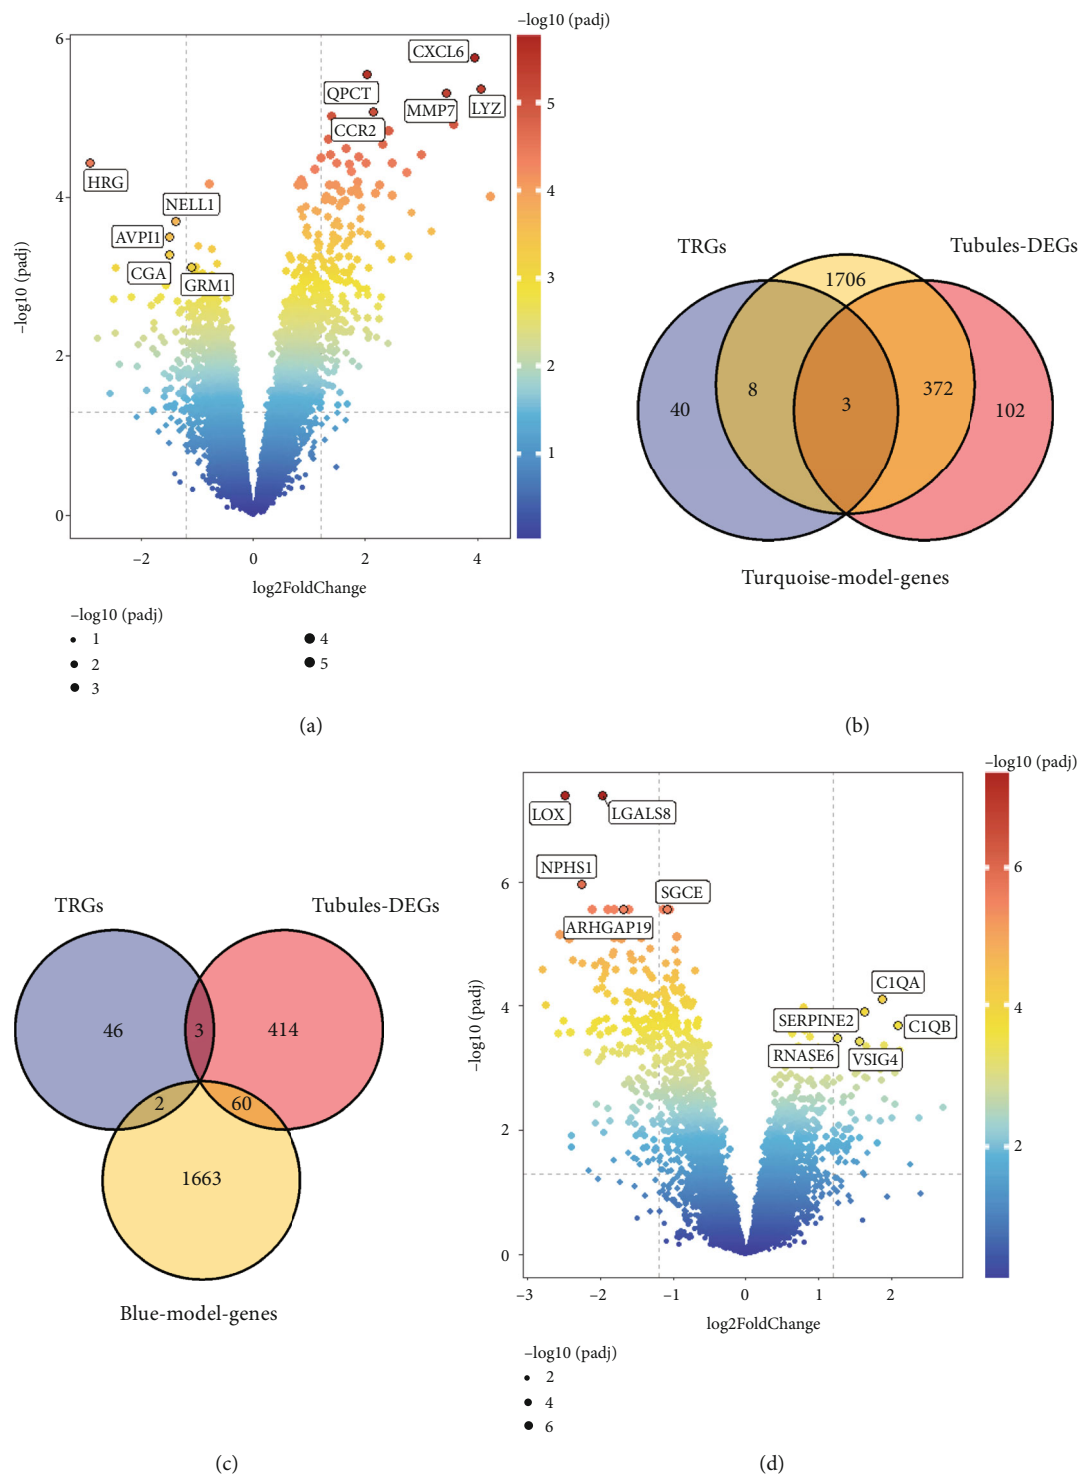 –log10 (padj)
6
4
2
0
–log10 (padj)
CXCL6
QPCT
MMP7
LYZ
CCR2
HRG
NELL1
AVPI1
CGA
GRM1
5
4
3
2
1
–2
0
2
4
log2FoldChange
–log10 (padj)
1
2
3
4
5
(a)
TRGs
Tubules-DEGs
1706
40
8
3
372
102
Turquoise-model-genes
(b)
TRGs
Tubules-DEGs
46
3
414
2
60
1663
Blue-model-genes
(c)
–log10 (padj)
6
4
2
0
–log10 (padj)
LOX
LGALS8
NPHS1
SGCE
ARHGAP19
C1QA
SERPINE2
C1QB
RNASE6
VSIG4
6
4
2
–3
–2
–1
0
1
2
log2FoldChange
–log10 (padj)
2
4
6
(d)